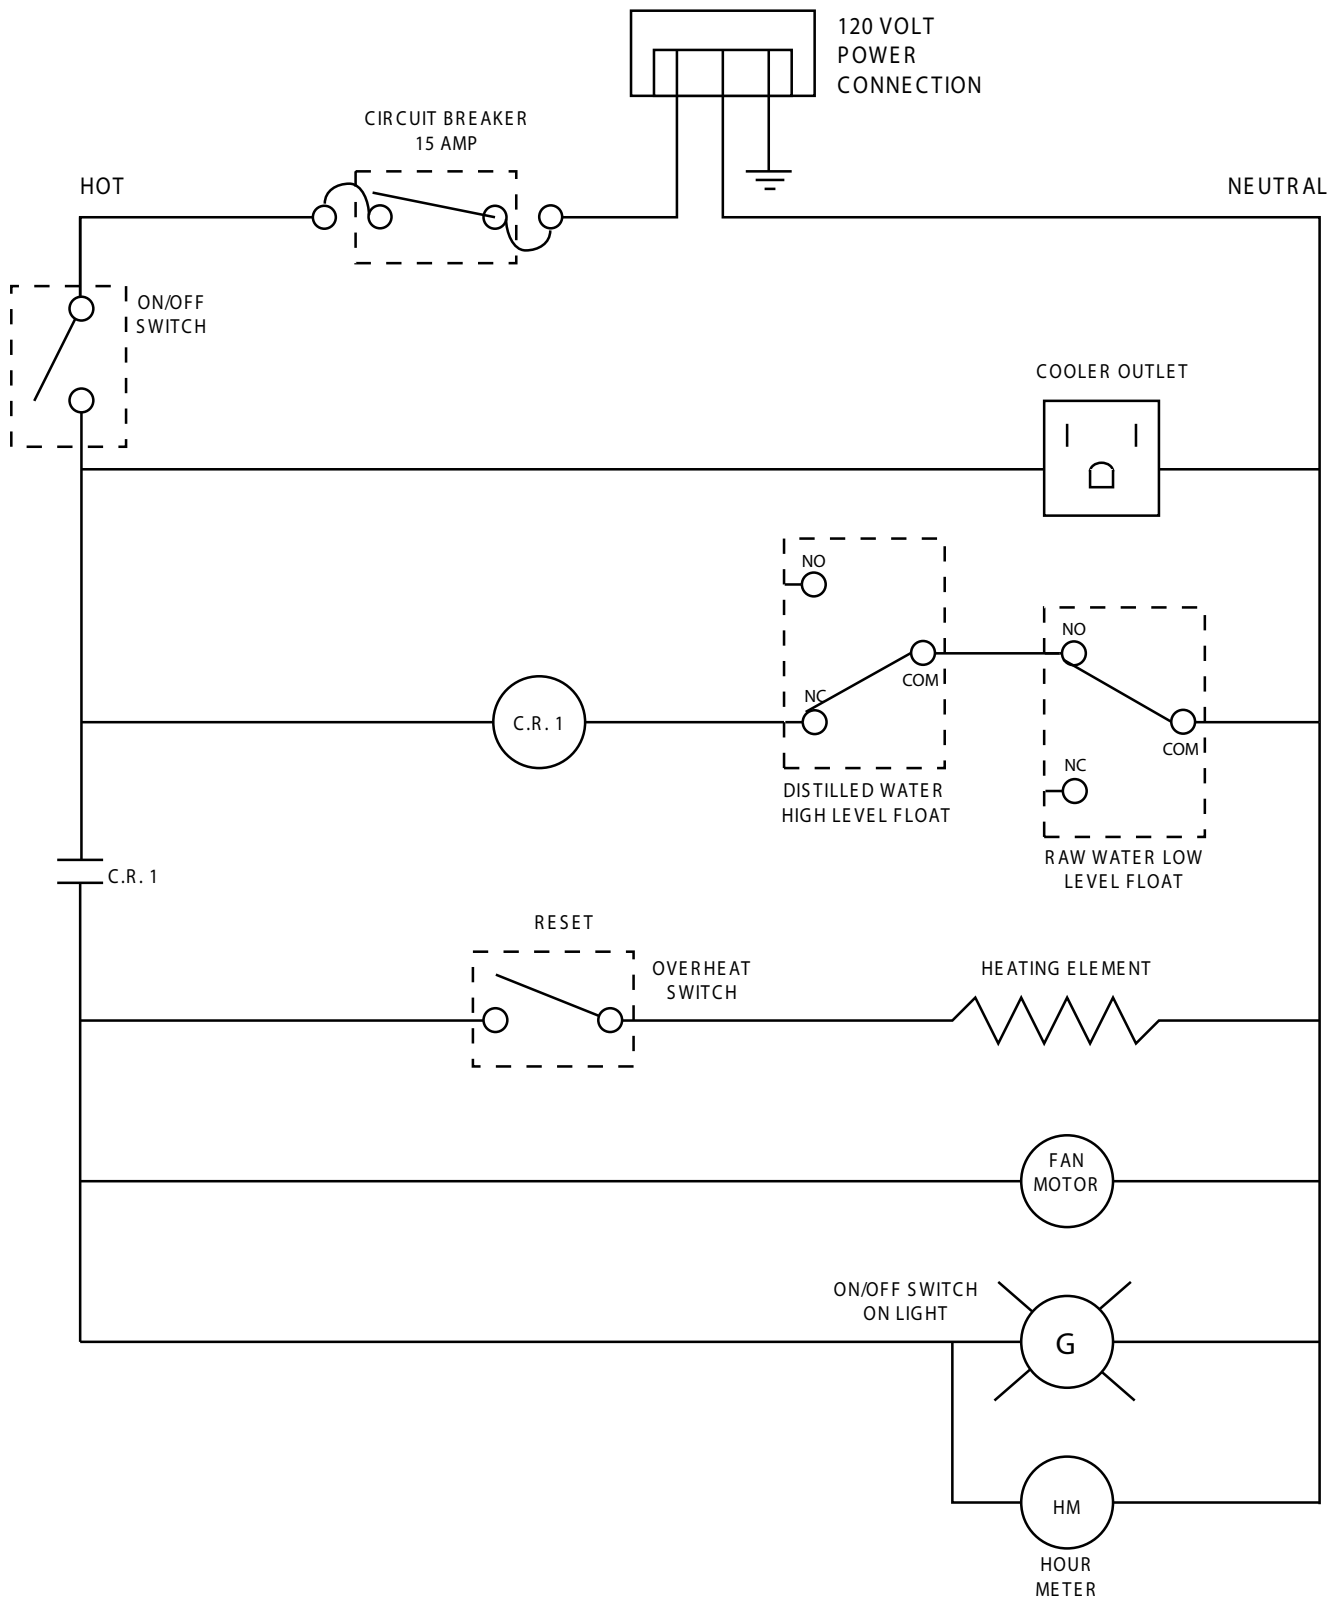 120 VOLT
POWER
CONNECTION
CIRCUIT BREAKER
15 AMP
HOT
NEUTRAL
ON/OFF
SWITCH
COOLER OUTLET
NO
NC
COM
NO
COM
NC
C.R. 1
DISTILLED WATER
HIGH LEVEL FLOAT
RAW WATER LOW
LEVEL FLOAT
C.R. 1
RESET
OVERHEAT
SWITCH
HEATING ELEMENT
FAN
MOTOR
ON/OFF SWITCH
ON LIGHT
G
HM
HOUR
METER